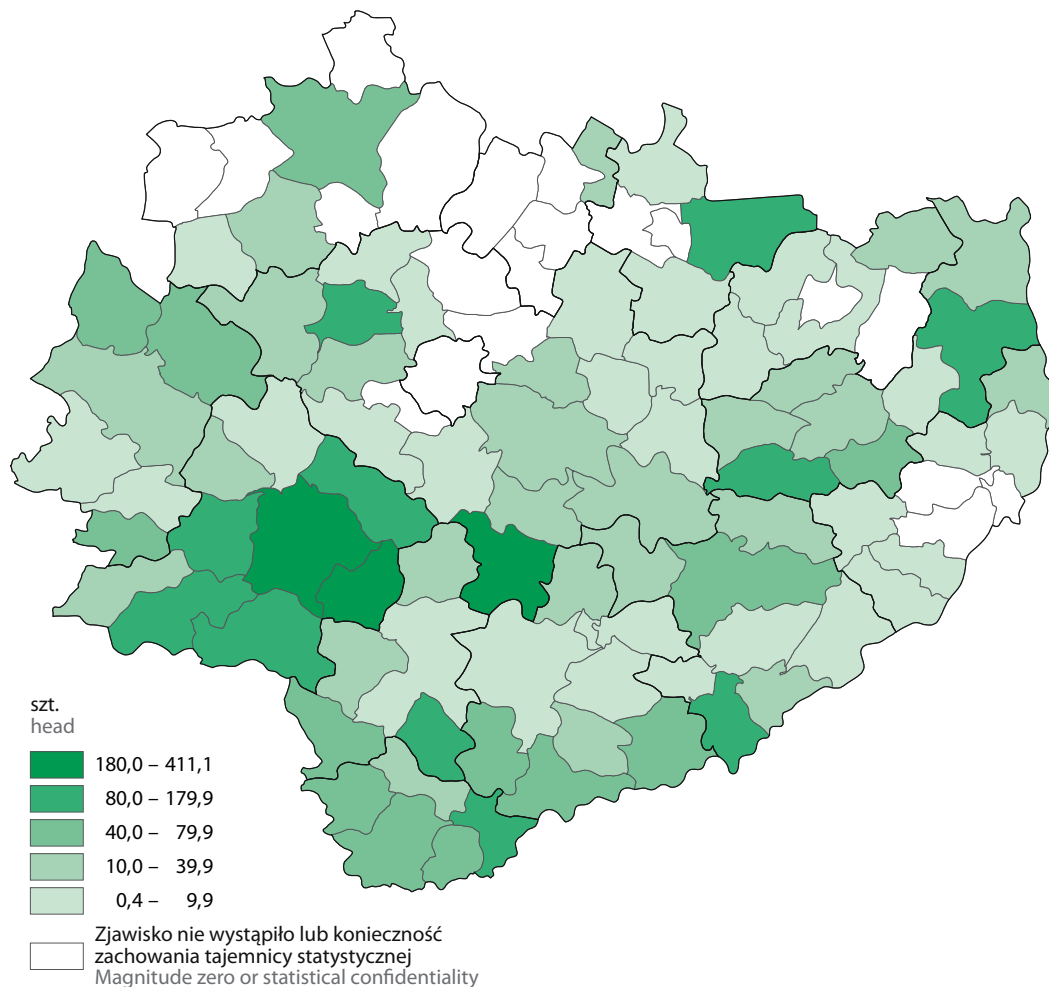 szt.
head
180,0 – 411,1
80,0 – 179,9
40,0 – 79,9
10,0 – 39,9
0,4 – 9,9
Zjawisko nie wystąpiło lub konieczność
zachowania tajemnicy statystycznej
Magnitude zero or statistical confidentiality